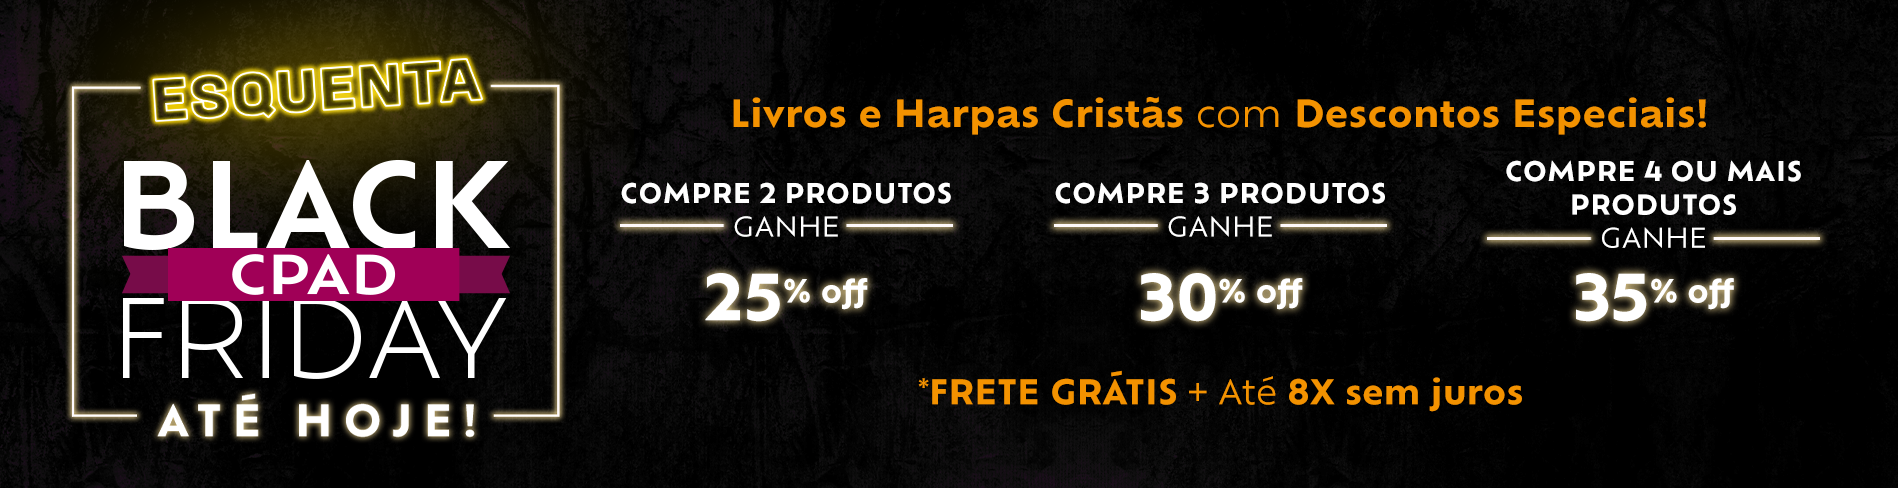 ESQUENTA
BLACK
CPAD
FRIDAY
ATÉ HOJE!
Livros e Harpas Cristãs com Descontos Especiais!
COMPRE 2 PRODUTOS
GANHE
25% off
COMPRE 3 PRODUTOS
GANHE
30% off
COMPRE 4 OU MAIS
PRODUTOS
GANHE
35% off
*FRETE GRÁTIS + Até 8X sem juros